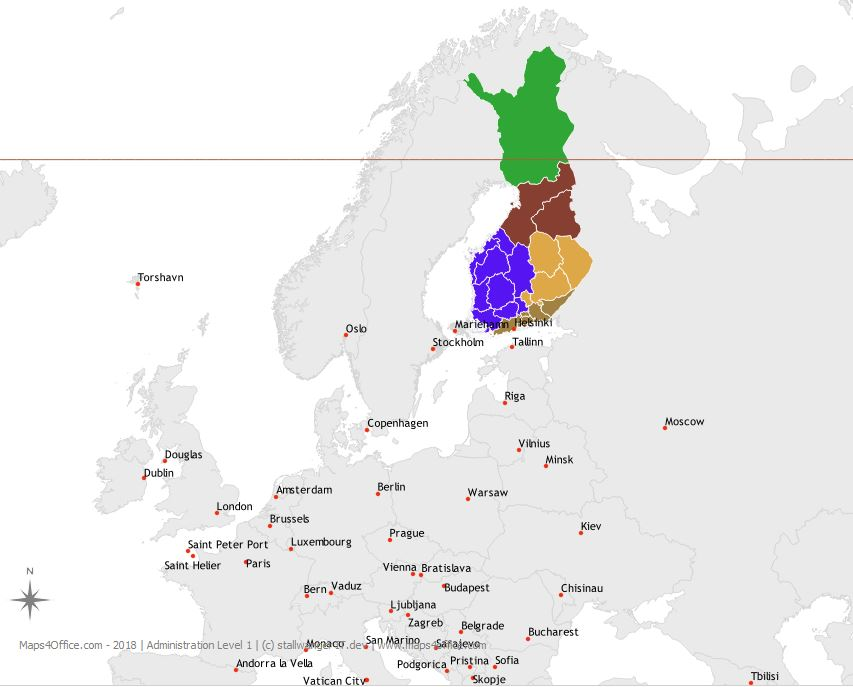 Torshavn
Oslo
Mariehamn
Helsinki
Stockholm
Tallinn
Riga
Copenhagen
Moscow
Vilnius
Douglas
Minsk
Dublin
Berlin
Amsterdam
Warsaw
London
Brussels
Kiev
Prague
Saint Peter Port
Luxembourg
Paris
Saint Helier
Vienna
Bratislava
N
Bern
Vaduz
Budapest
Chisinau
Ljubljana
Zagreb
Belgrade
Bucharest
Maps4Office.com - 2018 | Administration Level 1 | (c) | www.maps4office.com
Monaco
San Marino
Sarajevo
Andorra la Vella
Podgorica
Pristina
Sofia
Tbilisi
Vatican City
Skopje